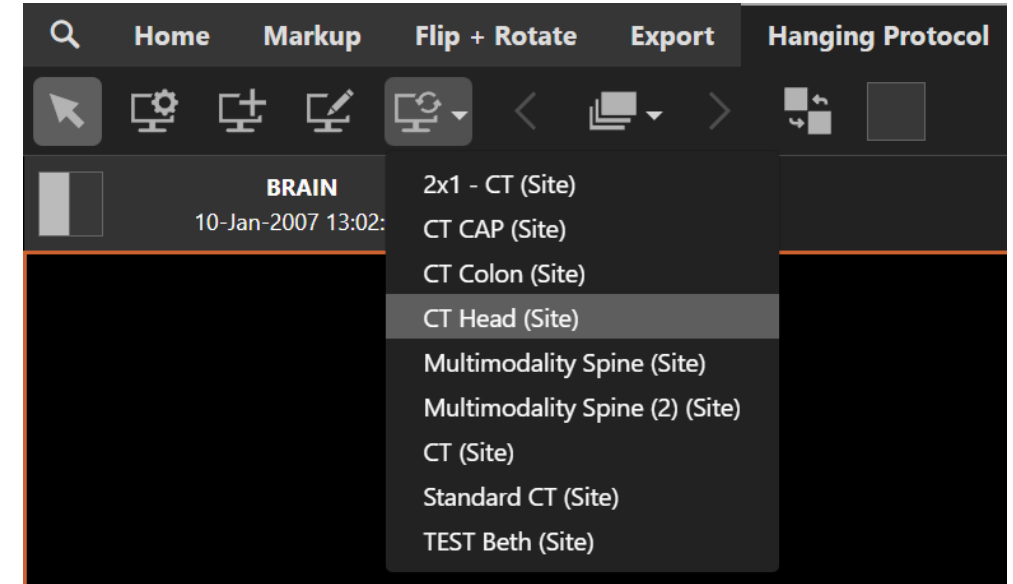 Home Markup Flip + Rotate Export Hanging Protocol
BRAIN
10-Jan-2007 13:02:
2x1 - CT (Site)
CT CAP (Site)
CT Colon (Site)
CT Head (Site)
Multimodality Spine (Site)
Multimodality Spine (2) (Site)
CT (Site)
Standard CT (Site)
TEST Beth (Site)